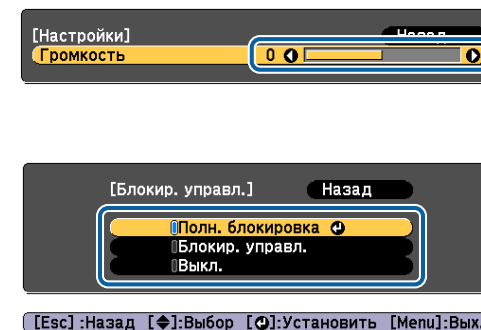 [Настройки] Назад
Громкость 0
[Блокир. управл.] Назад
Полн. блокировка
Блокир. управл.
Выкл.
[Esc] :Назад [ ]:Выбор [ ]:Установить [Menu]:Вых.